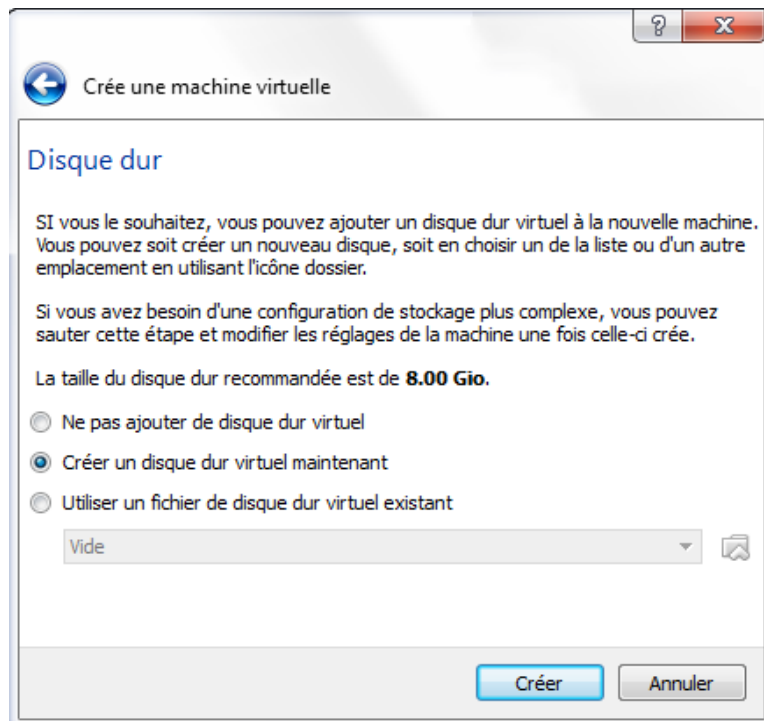 Crée une machine virtuelle
Disque dur
SI vous le souhaitez, vous pouvez ajouter un disque dur virtuel à la nouvelle machine.
Vous pouvez soit créer un nouveau disque, soit en choisir un de la liste ou d'un autre
emplacement en utilisant l'icône dossier.
Si vous avez besoin d'une configuration de stockage plus complexe, vous pouvez
sauter cette étape et modifier les réglages de la machine une fois celle-ci crée.
La taille du disque dur recommandée est de 8.00 Gio.
Ne pas ajouter de disque dur virtuel
Créer un disque dur virtuel maintenant
Utiliser un fichier de disque dur virtuel existant
Vide
Créer Annuler